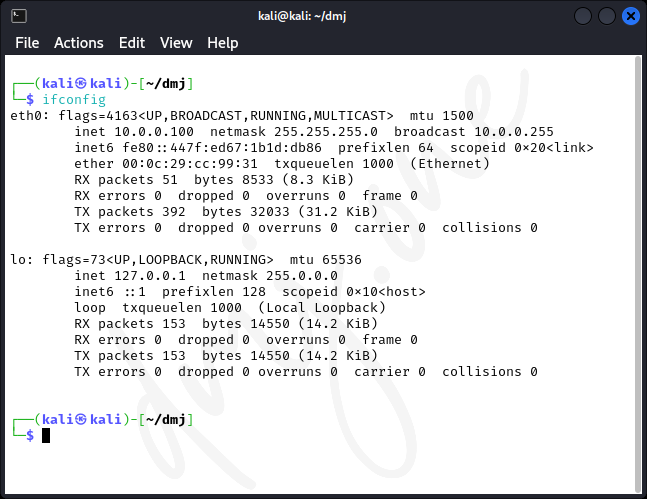 kali@kali: ~/dmj
File Actions Edit View Help
┌──(kali㉿kali)-[~/dmj]
└─$ ifconfig
eth0: flags=4163<UP,BROADCAST,RUNNING,MULTICAST>  mtu 1500
        inet 10.0.0.100  netmask 255.255.255.0  broadcast 10.0.0.255
        inet6 fe80::447f:ed67:1b1d:db86  prefixlen 64  scopeid 0x20<link>
        ether 00:0c:29:cc:99:31  txqueuelen 1000  (Ethernet)
        RX packets 51  bytes 8533 (8.3 KiB)
        RX errors 0  dropped 0  overruns 0  frame 0
        TX packets 392  bytes 32033 (31.2 KiB)
        TX errors 0  dropped 0 overruns 0  carrier 0  collisions 0

lo: flags=73<UP,LOOPBACK,RUNNING>  mtu 65536
        inet 127.0.0.1  netmask 255.0.0.0
        inet6 ::1  prefixlen 128  scopeid 0x10<host>
        loop  txqueuelen 1000  (Local Loopback)
        RX packets 153  bytes 14550 (14.2 KiB)
        RX errors 0  dropped 0  overruns 0  frame 0
        TX packets 153  bytes 14550 (14.2 KiB)
        TX errors 0  dropped 0 overruns 0  carrier 0  collisions 0

┌──(kali㉿kali)-[~/dmj]
└─$
dmj.one